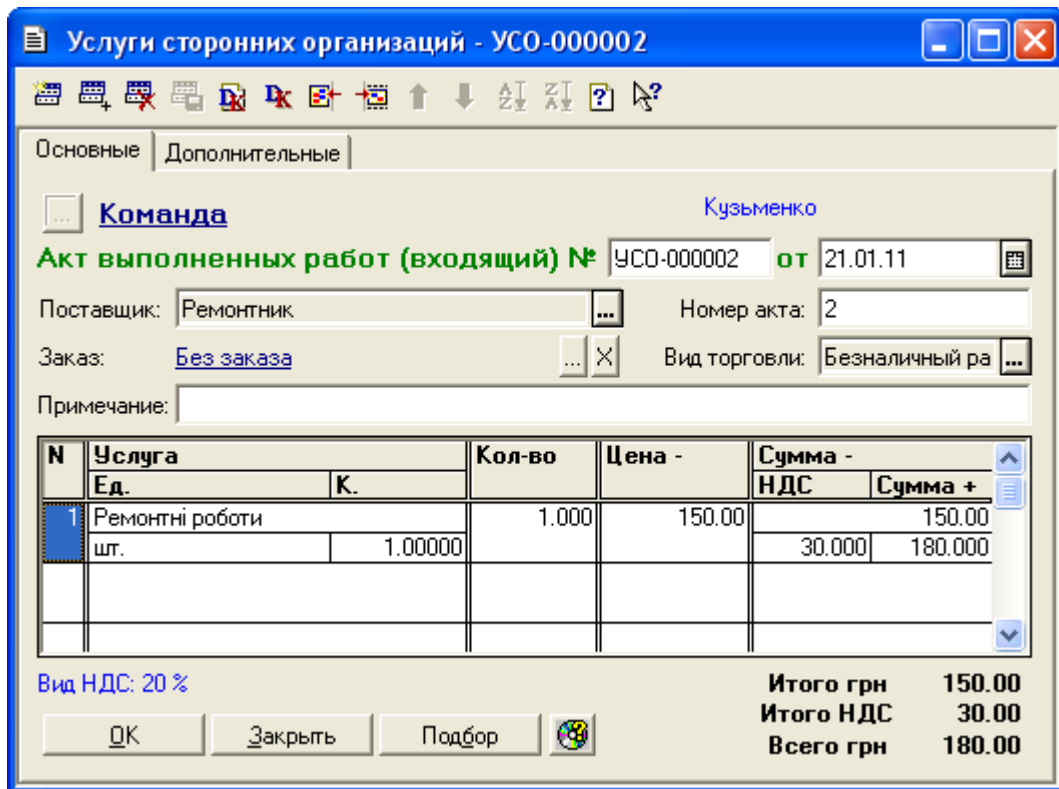 Услуги сторонних организаций - УСО-000002
Основные Дополнительные
... Команда Кузьменко
Акт выполненных работ (входящий) № УСО-000002 от 21.01.11
Поставщик: Ремонтник ... Номер акта: 2
Заказ: Без заказа ... X Вид торговли: Безналичный ра ...
Примечание:
N Услуга Кол-во Цена - Сумма -
Ед. К. НДС Сумма +
1 Ремонтні роботи 1.000 150.00 150.00
шт. 1.00000 30.000 180.000
Вид НДС: 20 % Итого грн 150.00
Итого НДС 30.00
OK Закрыть Подбор Всего грн 180.00